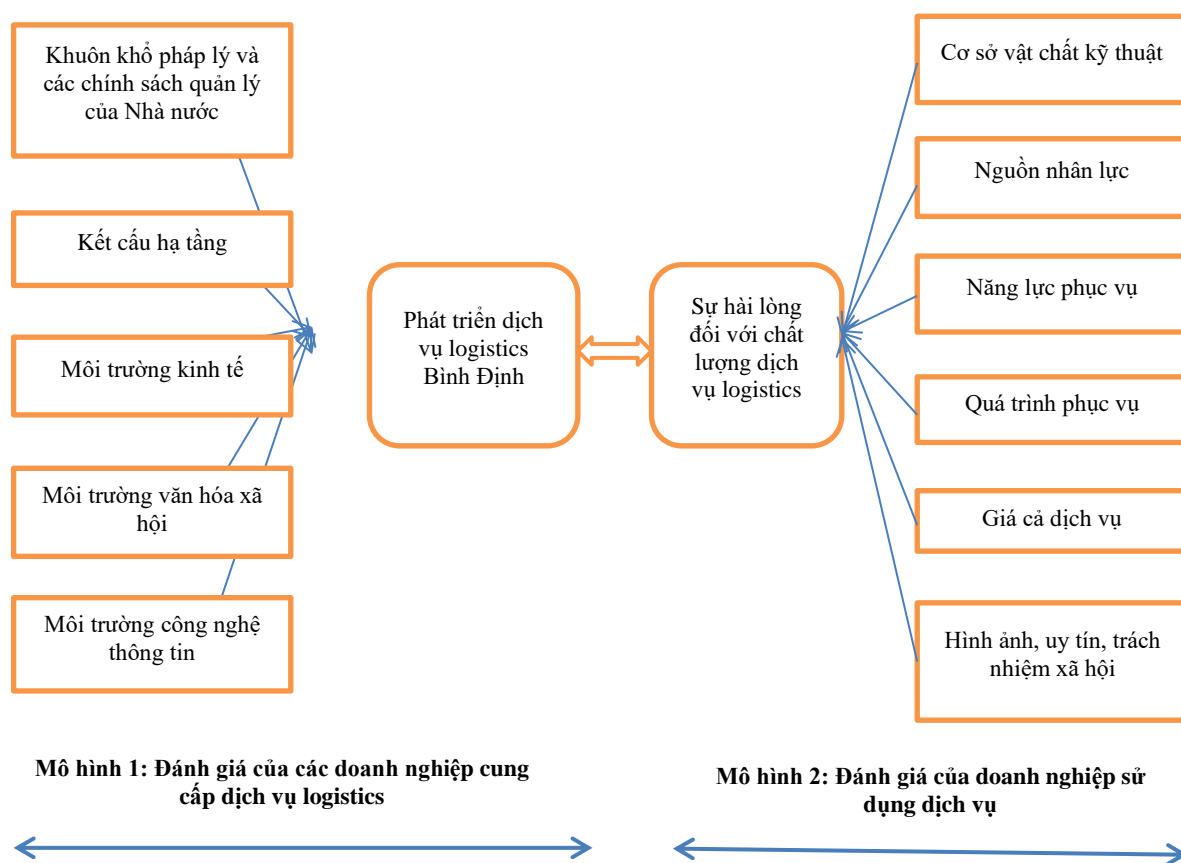 Khuôn khổ pháp lý và
các chính sách quản lý
của Nhà nước
Kết cấu hạ tầng
Môi trường kinh tế
Môi trường văn hóa xã
hội
Môi trường công nghệ
thông tin
Phát triển dịch
vụ logistics
Bình Định
Sự hài lòng
đối với chất
lượng dịch
vụ logistics
Cơ sở vật chất kỹ thuật
Nguồn nhân lực
Năng lực phục vụ
Quá trình phục vụ
Giá cả dịch vụ
Hình ảnh, uy tín, trách
nhiệm xã hội
Mô hình 1: Đánh giá của các doanh nghiệp cung
cấp dịch vụ logistics
Mô hình 2: Đánh giá của doanh nghiệp sử
dụng dịch vụ